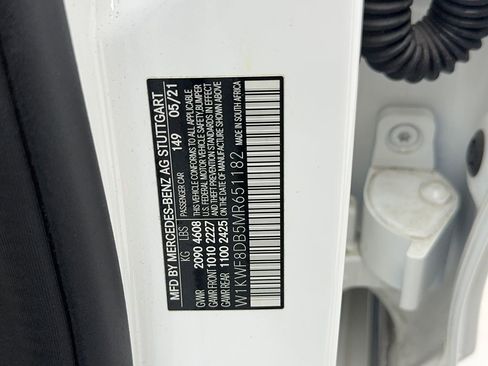 MFD BY MERCEDES-BENZ AG STUTTGART
KG LBS PASSENGER CAR 149 05/21
GVWR 2090 4608 THIS VEHICLE CONFORMS TO ALL APPLICABLE
GAWR FRONT 1010 2227 U.S. FEDERAL MOTOR VEHICLE SAFETY, BUMPER
GAWR REAR 1100 2425 AND THEFT PREVENTION STANDARDS IN EFFECT
ON THE DATE OF MANUFACTURE SHOWN ABOVE
W1KWF8DB5MR651182 MADE IN SOUTH AFRICA